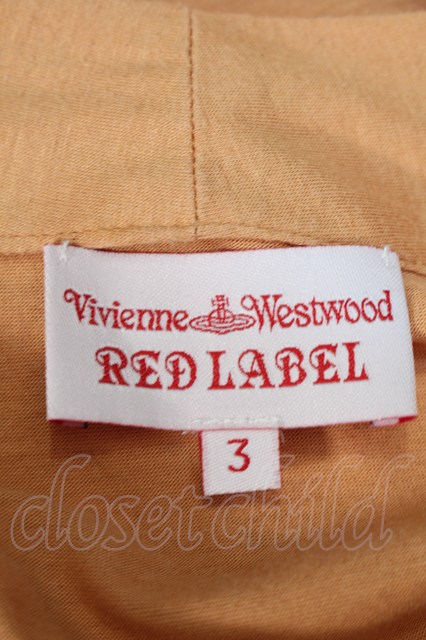 Vivienne Westwood
RED LABEL
3
closet child